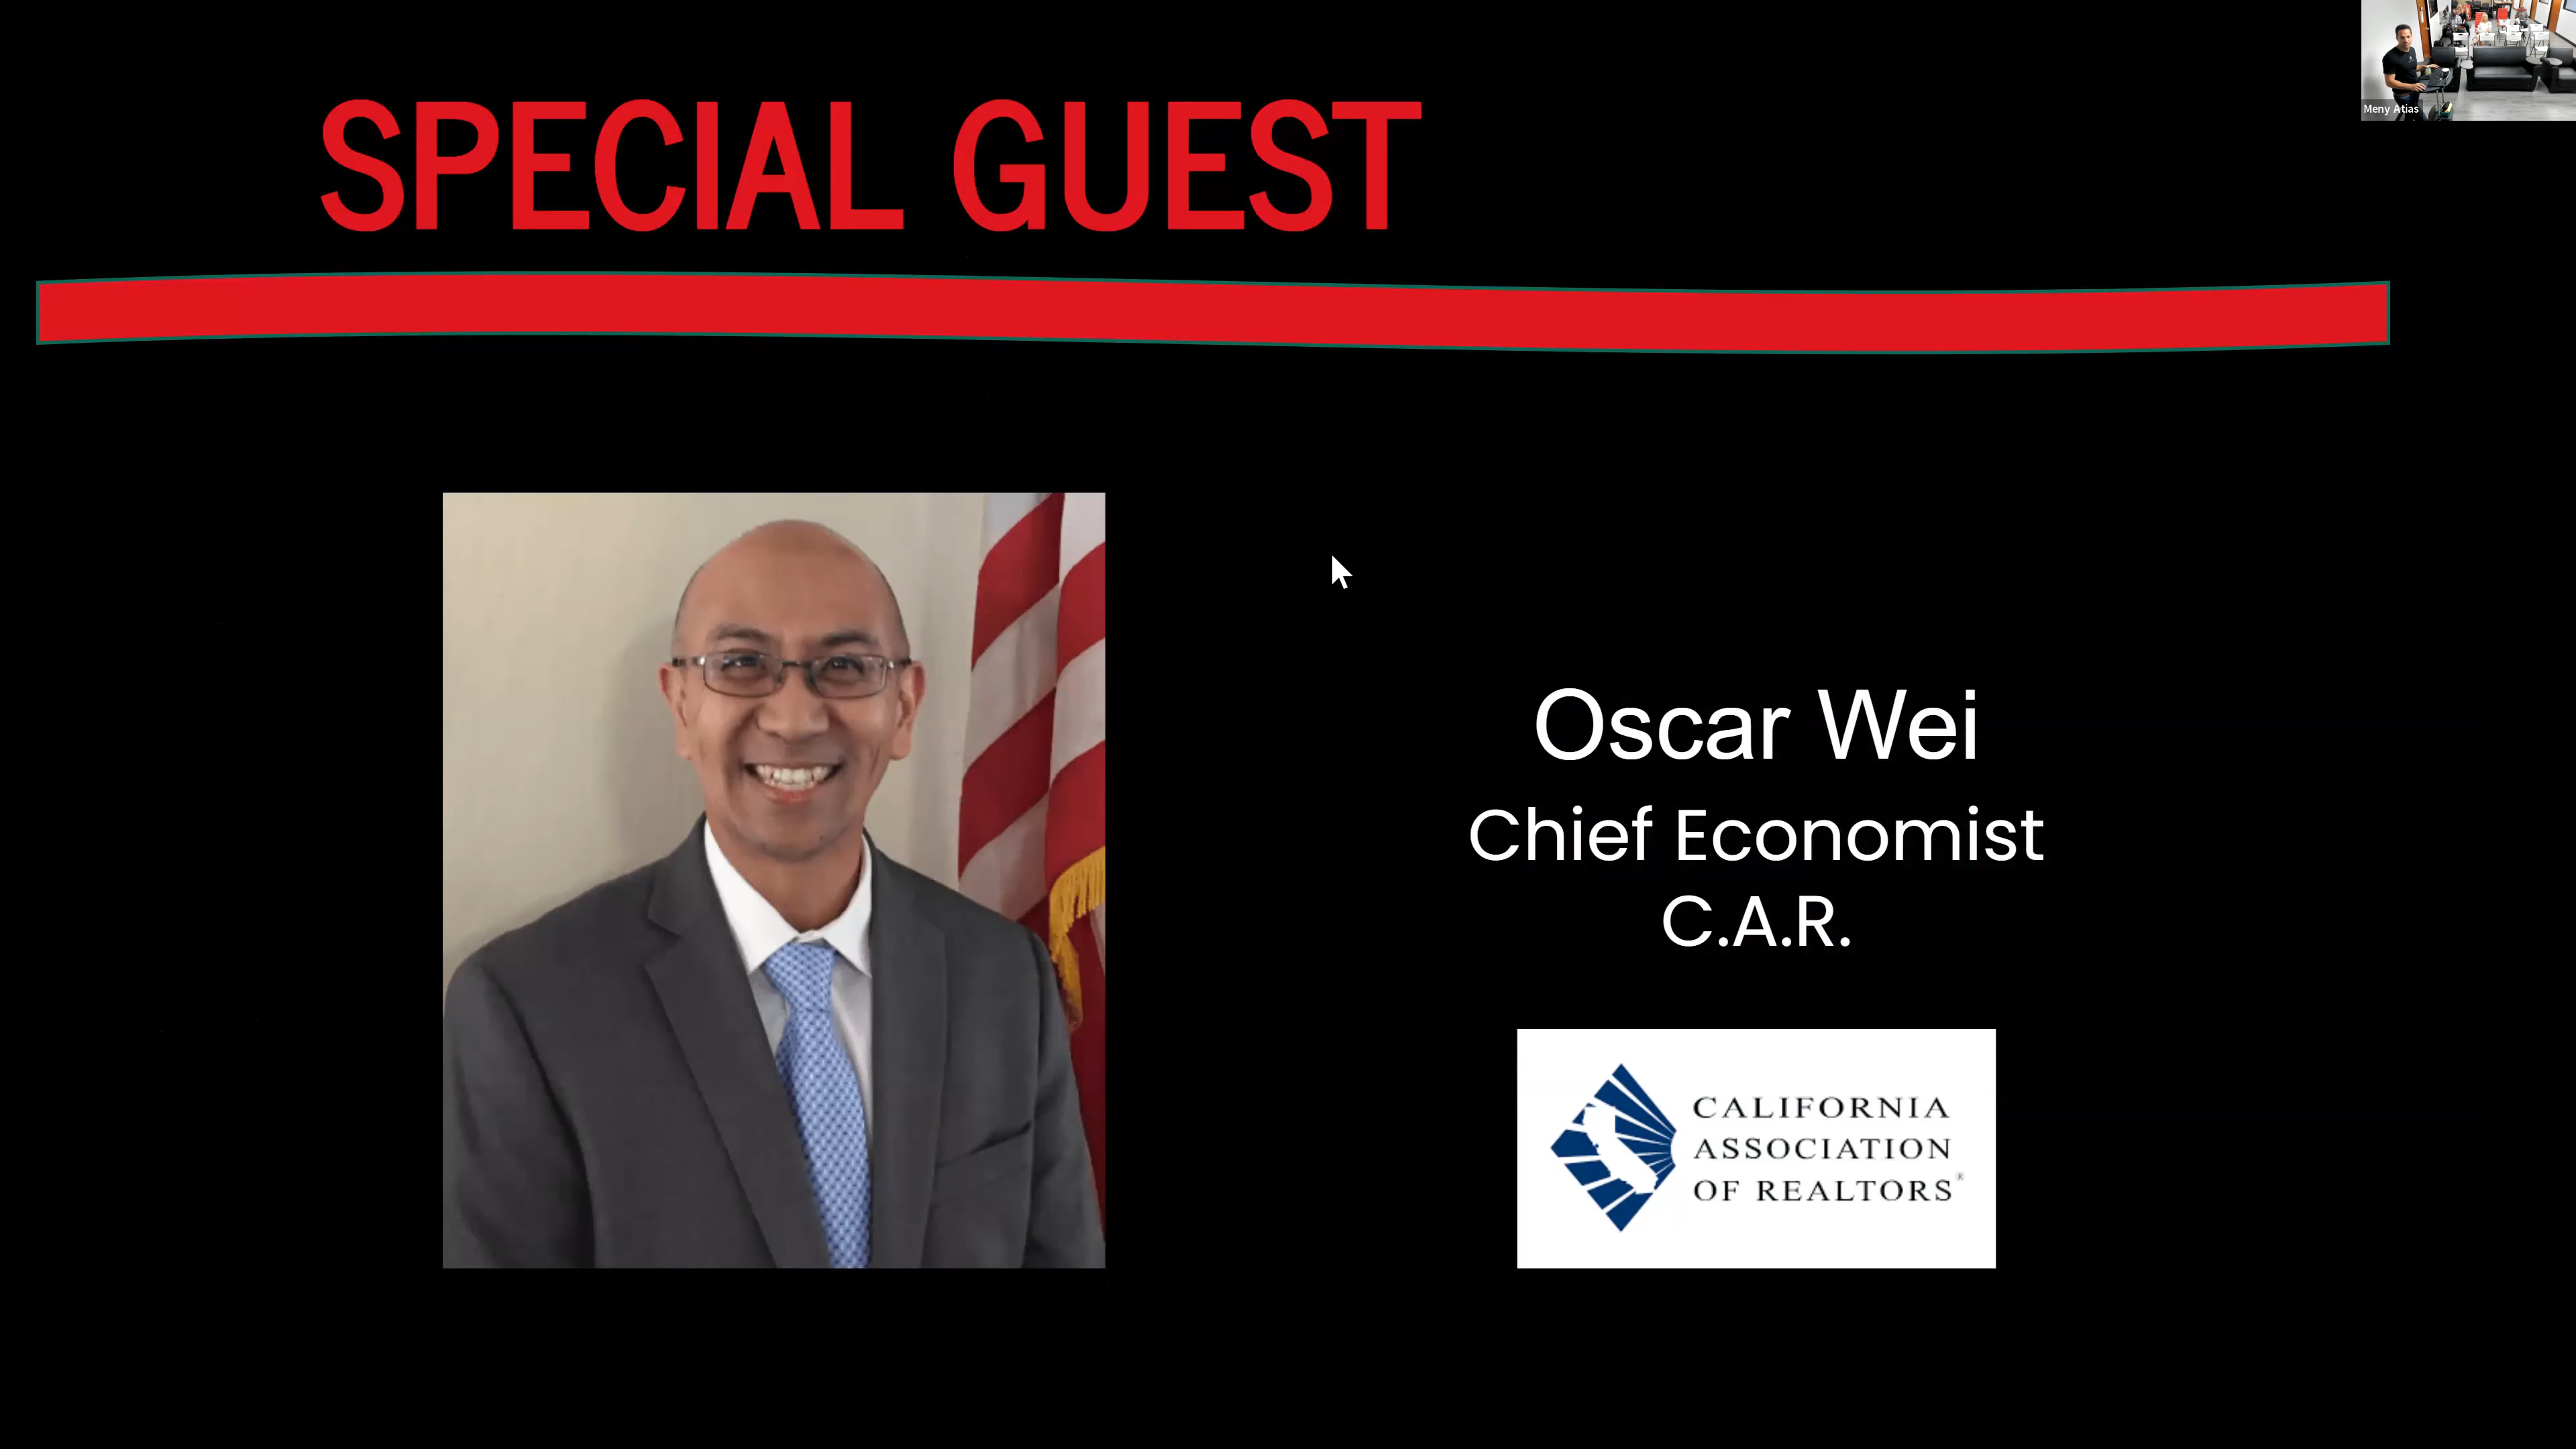 SPECIAL GUEST
Meny Atias
Oscar Wei
Chief Economist
C.A.R.
CALIFORNIA
ASSOCIATION
OF REALTORS®